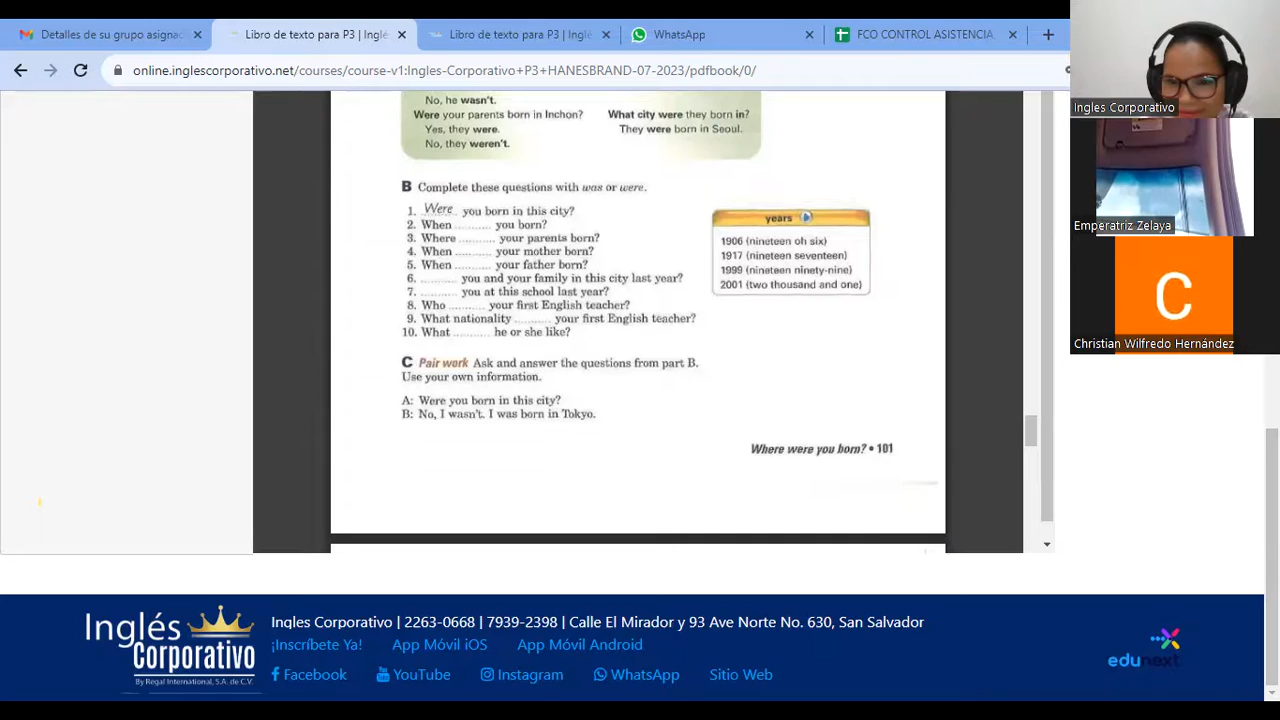 Detalles de su grupo asignac
Libro de texto para P3 | Inglé
Libro de texto para P3 | Inglé
WhatsApp
FCO CONTROL ASISTENCIA.
online.inglescorporativo.net/courses/course-v1:Ingles-Corporativo+P3+HANESBRAND-07-2023/pdfbook/0/
Ingles Corporativo
Emperatriz Zelaya
C
Christian Wilfredo Hernández
No, he wasn't.
Were your parents born in Inchon?
Yes, they were.
No, they weren't.
What city were they born in?
They were born in Seoul.
B Complete these questions with was or were.
1. Were you born in this city?
2. When .......... you born?
3. Where .......... your parents born?
4. When .......... your mother born?
5. When .......... your father born?
6. .......... you and your family in this city last year?
7. .......... you at this school last year?
8. Who .......... your first English teacher?
9. What nationality .......... your first English teacher?
10. What .......... he or she like?
years
1906 (nineteen oh six)
1917 (nineteen seventeen)
1999 (nineteen ninety-nine)
2001 (two thousand and one)
C Pair work Ask and answer the questions from part B.
Use your own information.
A: Were you born in this city?
B: No, I wasn't. I was born in Tokyo.
Where were you born? • 101
Inglés
Corporativo
By Regal International, S.A. de C.V.
Ingles Corporativo | 2263-0668 | 7939-2398 | Calle El Mirador y 93 Ave Norte No. 630, San Salvador
¡Inscríbete Ya!
App Móvil iOS
App Móvil Android
Facebook
YouTube
Instagram
WhatsApp
Sitio Web
edunext